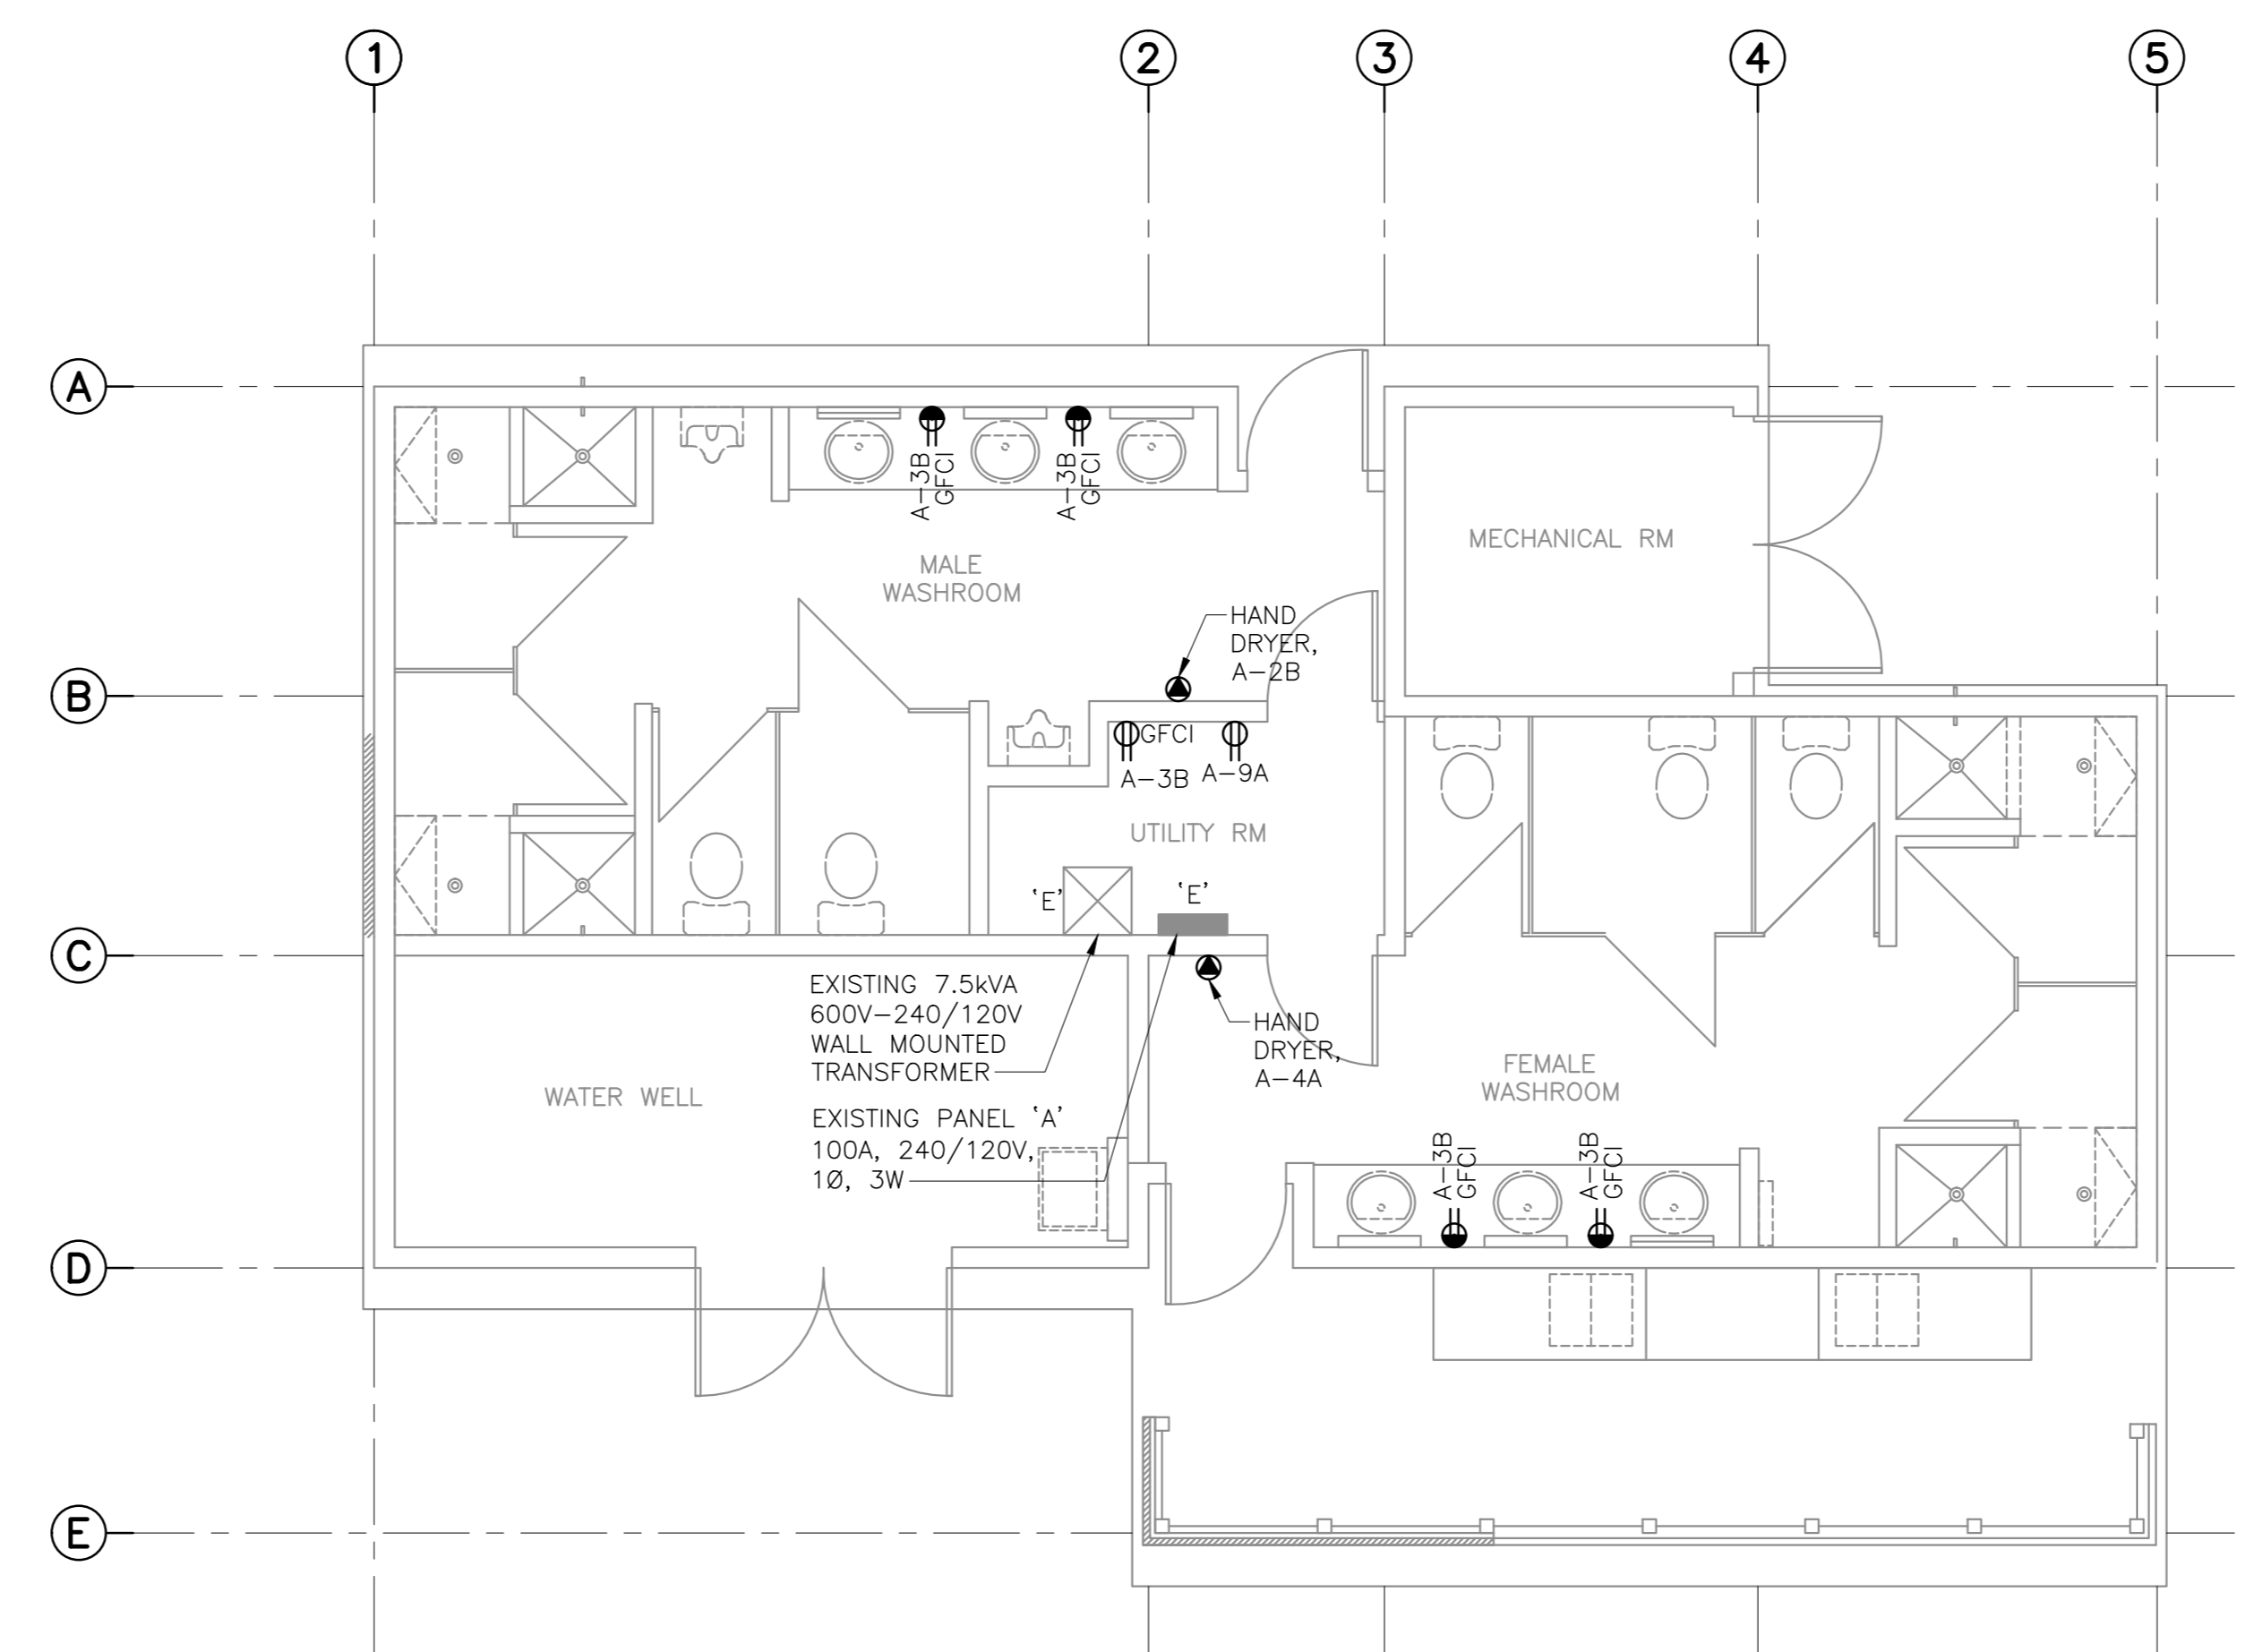 1
2
3
4
5
A
B
C
D
E
A-3B
GFCI
A-3B
GFCI
MALE
WASHROOM
MECHANICAL RM
HAND
DRYER,
A-2B
GFCI
A-3B
A-9A
UTILITY RM
'E'
'E'
EXISTING 7.5kVA
600V-240/120V
WALL MOUNTED
TRANSFORMER
EXISTING PANEL 'A'
100A, 240/120V,
1Ø, 3W
WATER WELL
HAND
DRYER,
A-4A
FEMALE
WASHROOM
A-3B
GFCI
A-3B
GFCI